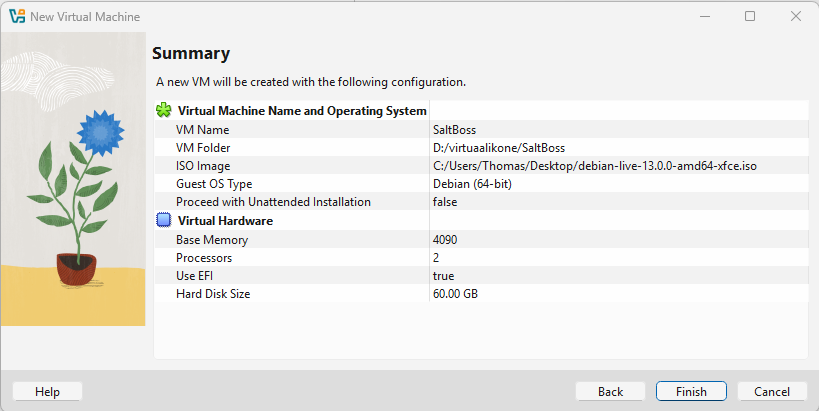 New Virtual Machine
Summary
A new VM will be created with the following configuration.
Virtual Machine Name and Operating System
VM Name SaltBoss
VM Folder D:/virtuaalikone/SaltBoss
ISO Image C:/Users/Thomas/Desktop/debian-live-13.0.0-amd64-xfce.iso
Guest OS Type Debian (64-bit)
Proceed with Unattended Installation false
Virtual Hardware
Base Memory 4090
Processors 2
Use EFI true
Hard Disk Size 60.00 GB
Help Back Finish Cancel